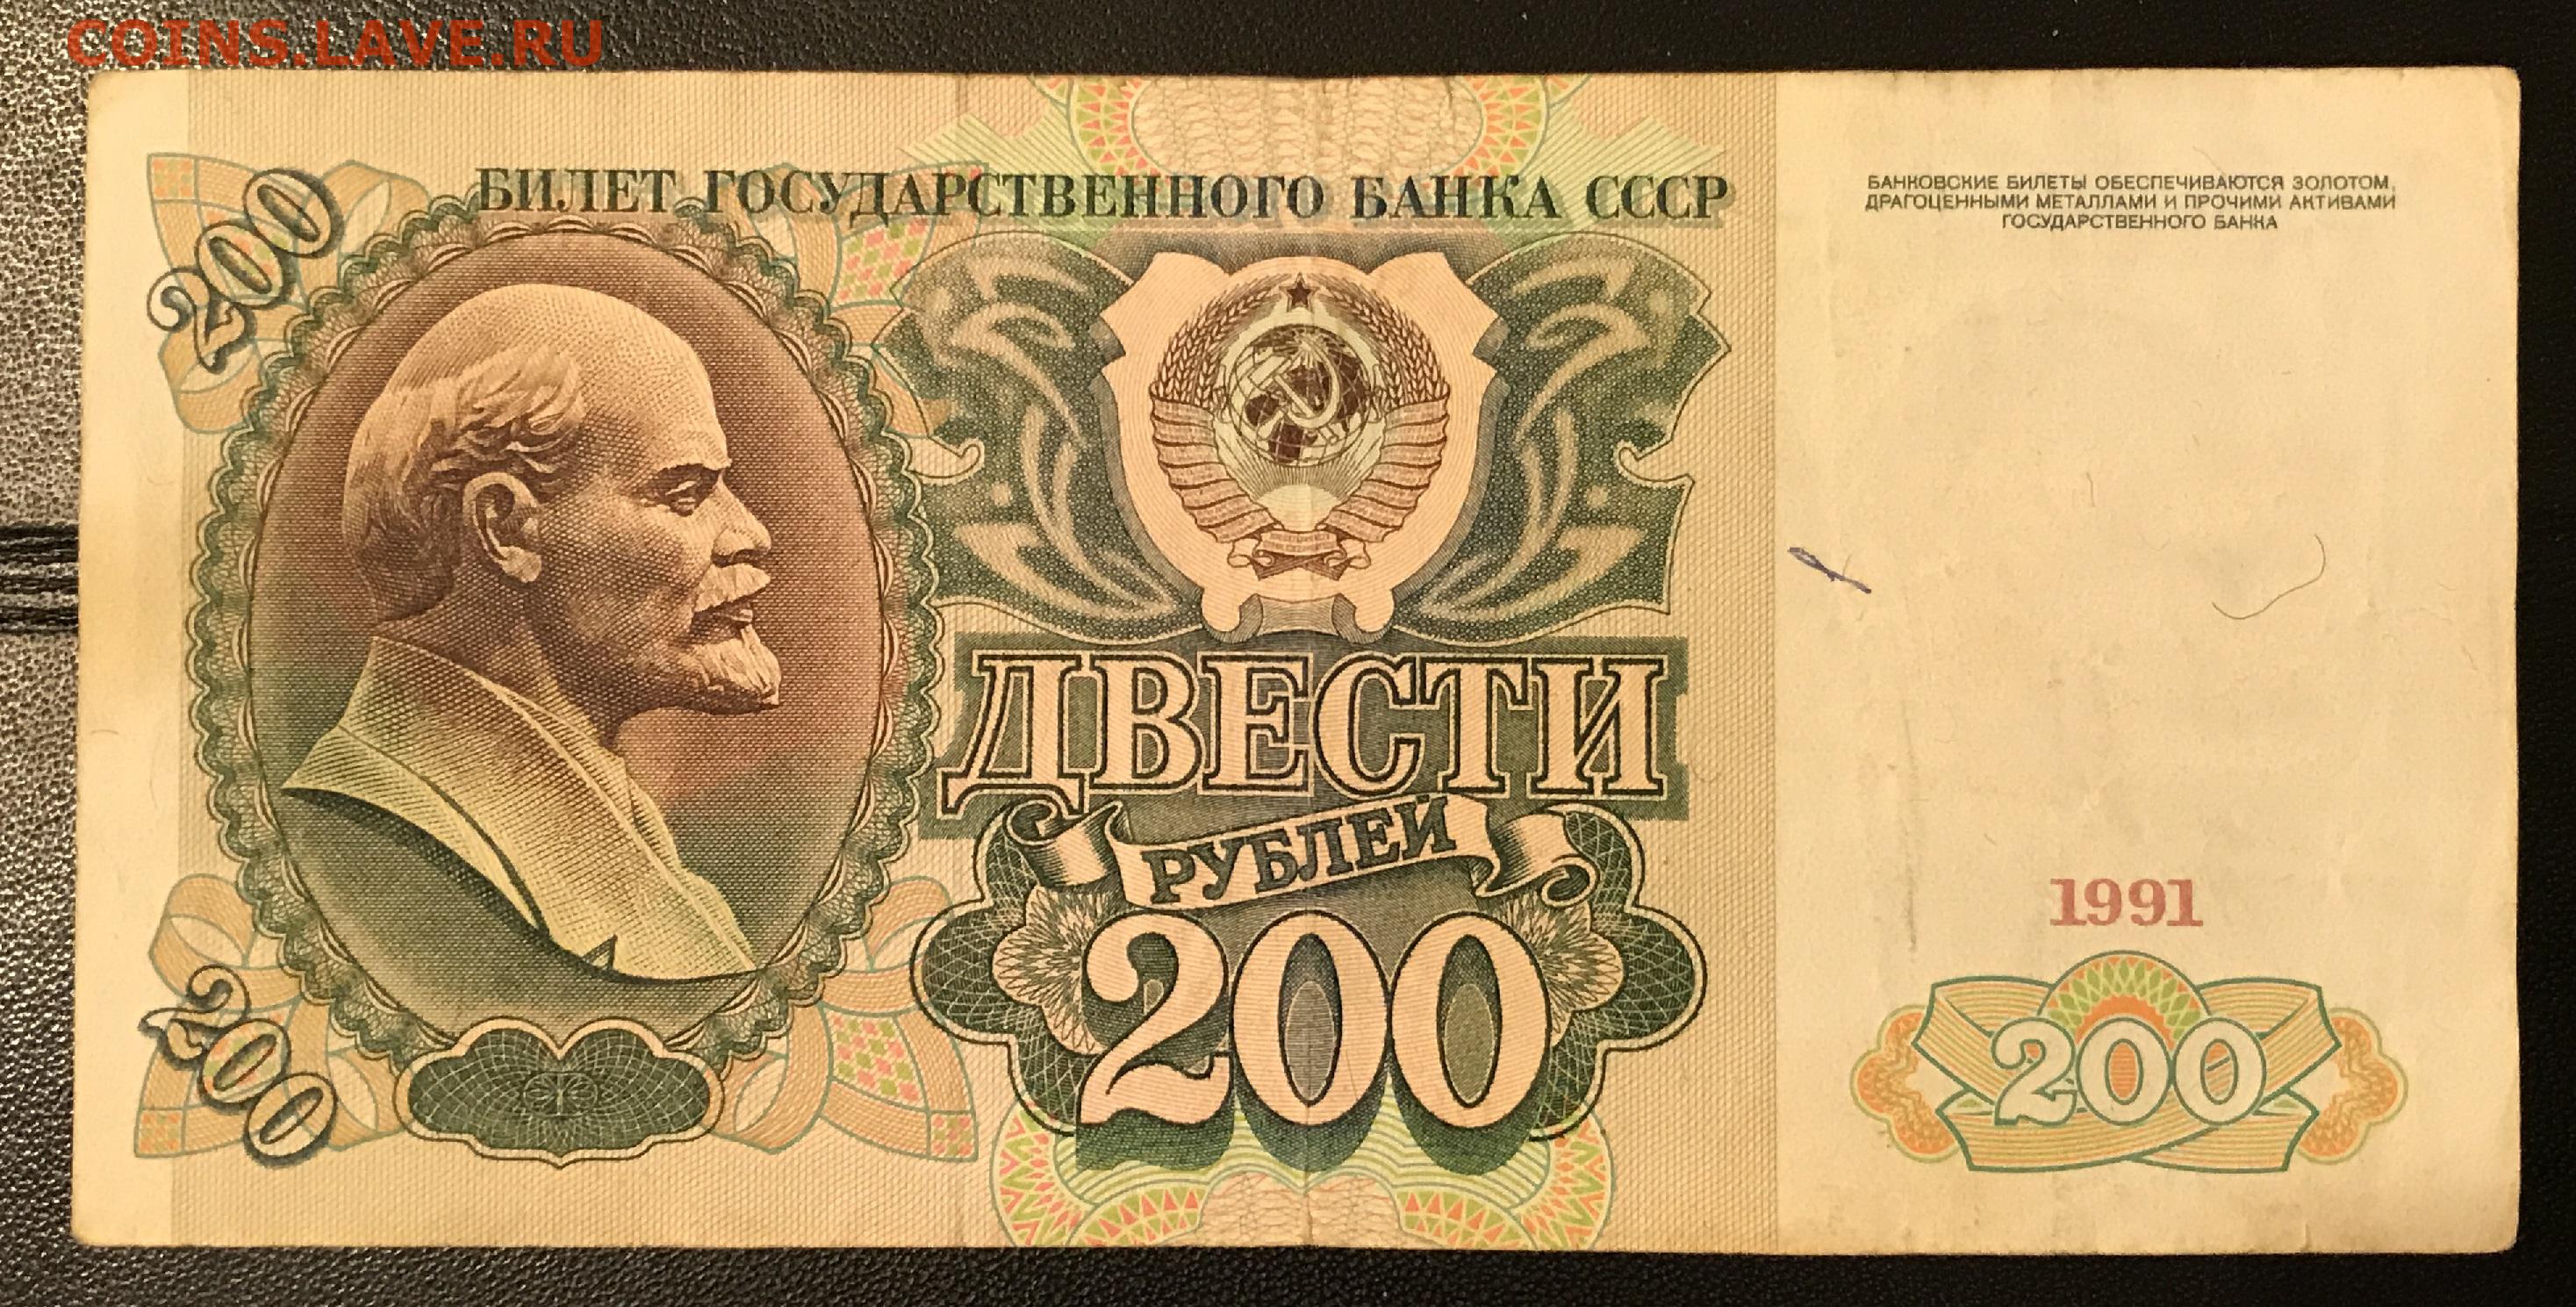 COINS.LAVE.RU
БИЛЕТ ГОСУДАРСТВЕННОГО БАНКА СССР
200
БАНКОВСКИЕ БИЛЕТЫ ОБЕСПЕЧИВАЮТСЯ ЗОЛОТОМ,
ДРАГОЦЕННЫМИ МЕТАЛЛАМИ И ПРОЧИМИ АКТИВАМИ
ГОСУДАРСТВЕННОГО БАНКА
ДВЕСТИ
РУБЛЕЙ
200
200
1991
200